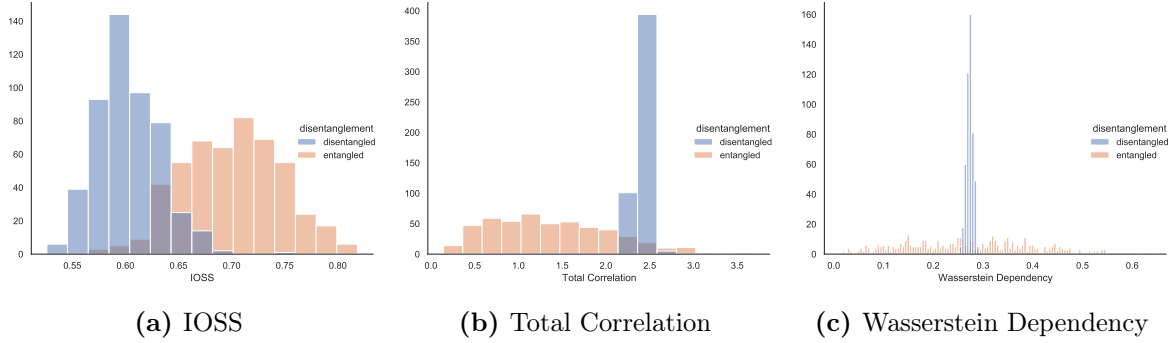 140
120
100
80
60
40
20
0
0.55 0.60 0.65 0.70 0.75 0.80
IOSS
disentanglement
disentangled
entangled
(a) IOSS
400
350
300
250
200
150
100
50
0
0.0 0.5 1.0 1.5 2.0 2.5 3.0 3.5
Total Correlation
disentanglement
disentangled
entangled
(b) Total Correlation
160
140
120
100
80
60
40
20
0
0.0 0.1 0.2 0.3 0.4 0.5 0.6
Wasserstein Dependency
disentanglement
disentangled
entangled
(c) Wasserstein Dependency